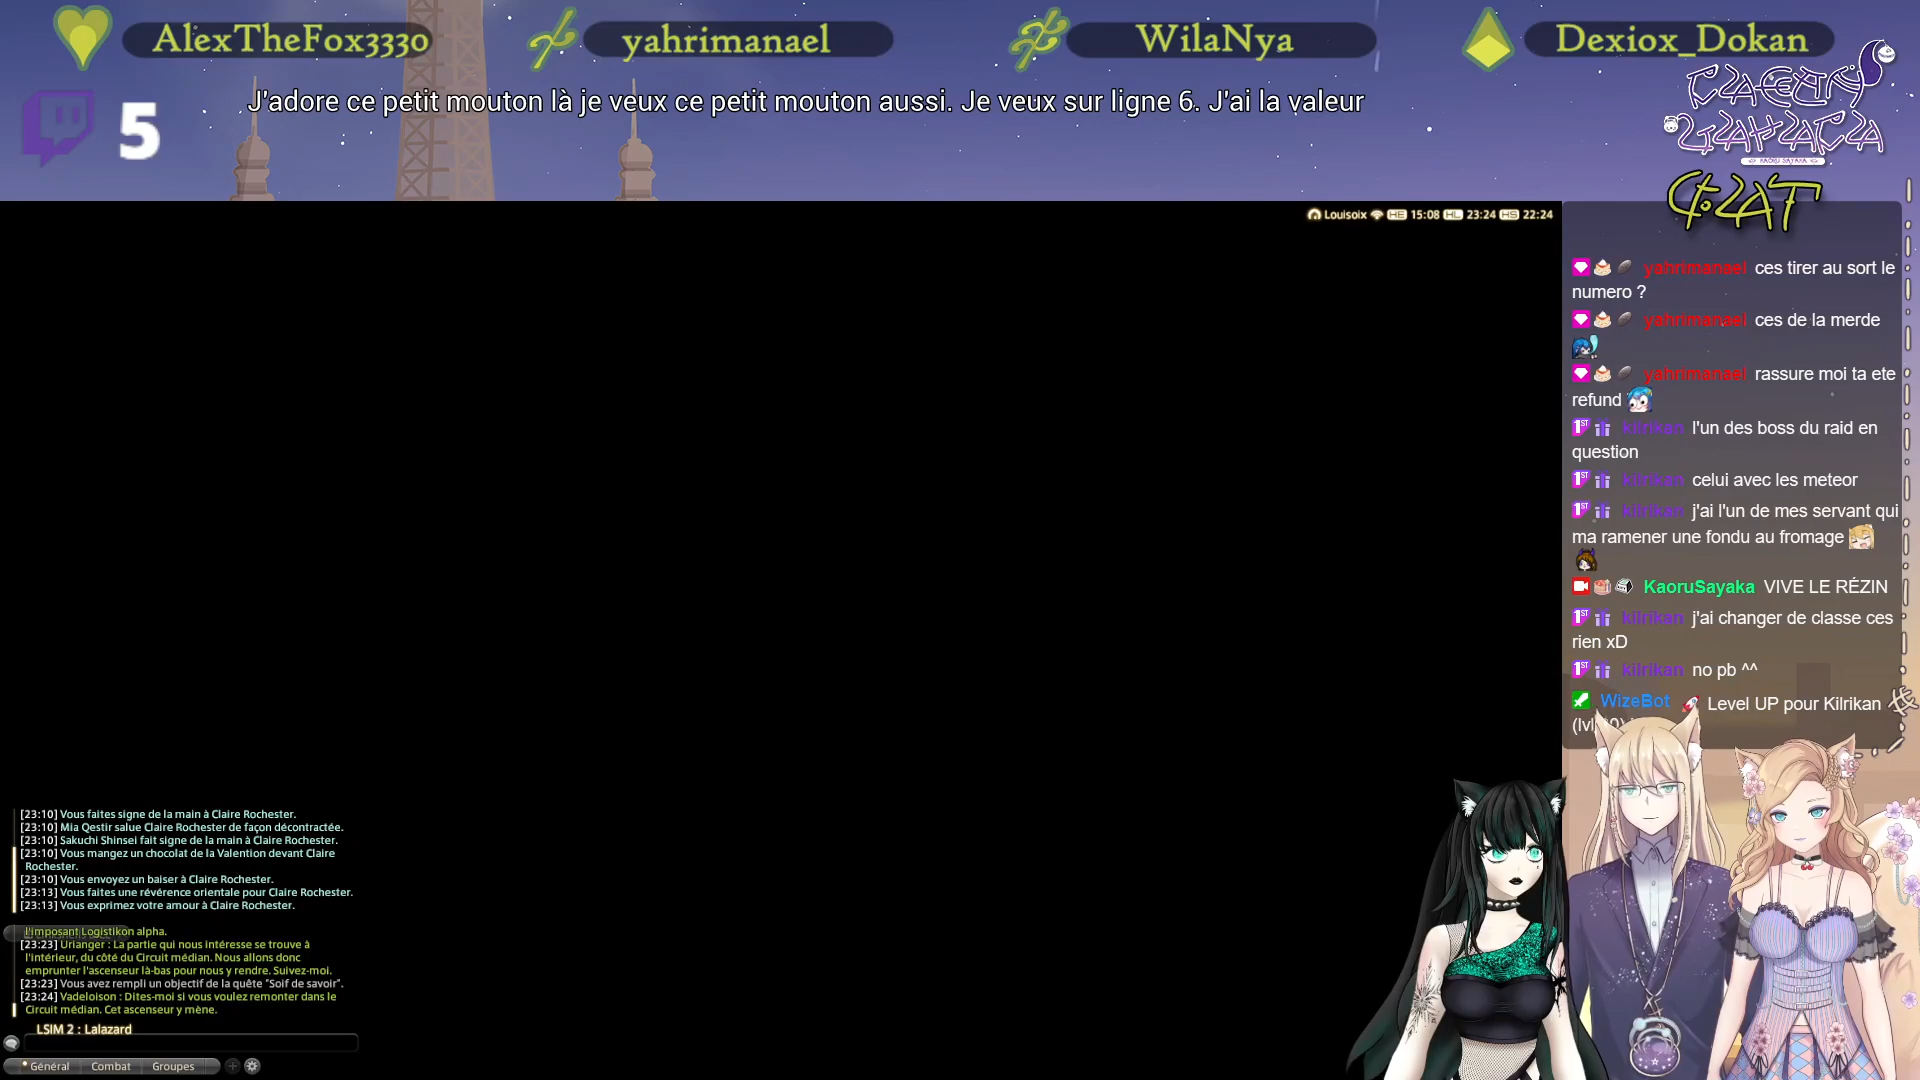 AlexTheFox3330
yahrimanael
WilaNya
Dexiox_Dokan
5
J'adore ce petit mouton là je veux ce petit mouton aussi. Je veux sur ligne 6. J'ai la valeur
KAORU SAYAKA
Louisoix HE 15:08 HL 23:24 HS 22:24
yahrimanael ces tirer au sort le
numero ?
yahrimanael ces de la merde
yahrimanael rassure moi ta ete
refund
kilrikan l'un des boss du raid en
question
kilrikan celui avec les meteor
kilrikan j'ai l'un de mes servant qui
ma ramener une fondu au fromage
KaoruSayaka VIVE LE RÉZIN
kilrikan j'ai changer de classe ces
rien xD
kilrikan no pb ^^
WizeBot Level UP pour Kilrikan
[23:10] Vous faites signe de la main à Claire Rochester.
[23:10] Mia Qestir salue Claire Rochester de façon décontractée.
[23:10] Sakuchi Shinsei fait signe de la main à Claire Rochester.
[23:10] Vous mangez un chocolat de la Valention devant Claire
Rochester.
[23:10] Vous envoyez un baiser à Claire Rochester.
[23:13] Vous faites une révérence orientale pour Claire Rochester.
[23:13] Vous exprimez votre amour à Claire Rochester.
l'imposant Logistikon alpha.
[23:23] Urianger : La partie qui nous intéresse se trouve à
l'intérieur, du côté du Circuit médian. Nous allons donc
emprunter l'ascenseur là-bas pour nous y rendre. Suivez-moi.
[23:23] Vous avez rempli un objectif de la quête "Soif de savoir".
[23:24] Vadeloison : Dites-moi si vous voulez remonter dans le
Circuit médian. Cet ascenseur y mène.
LSIM 2 : Lalazard
Général Combat Groupes